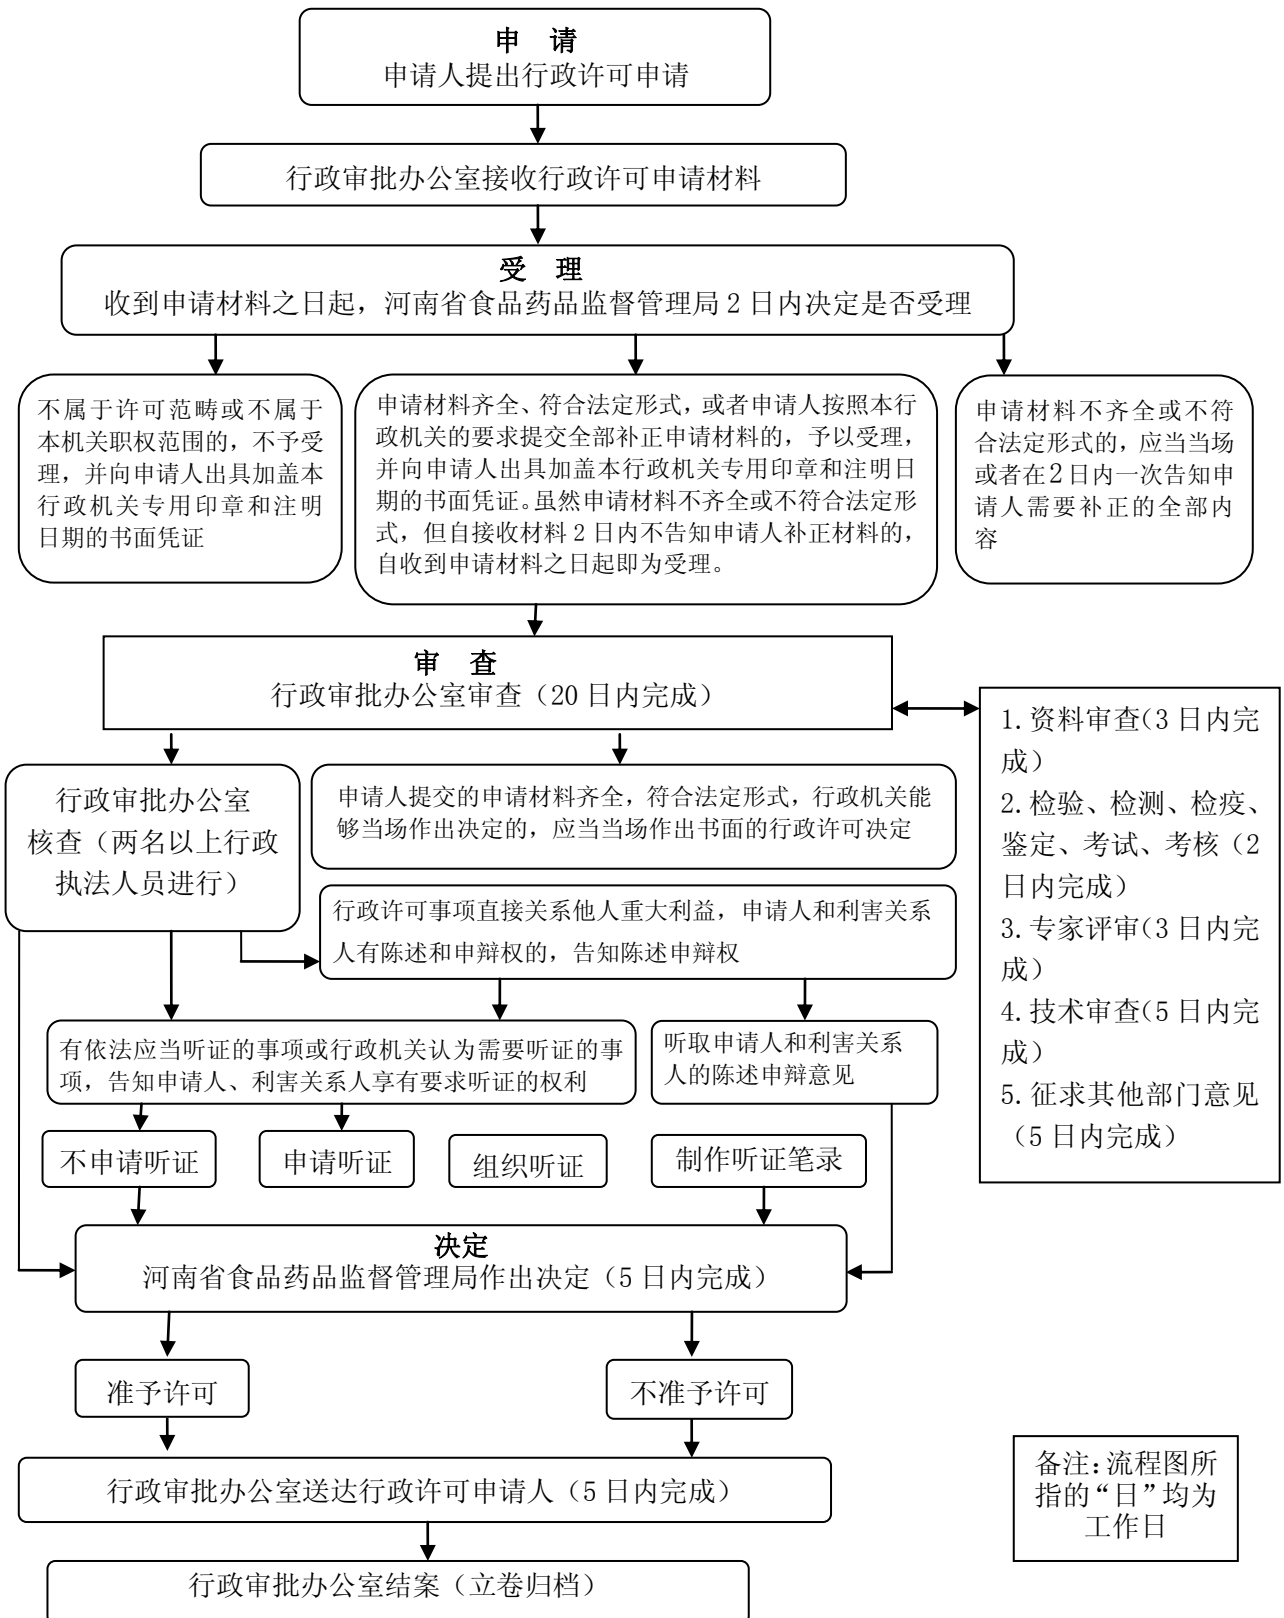 申 请
申请人提出行政许可申请
行政审批办公室接收行政许可申请材料
受 理
收到申请材料之日起，河南省食品药品监督管理局 2 日内决定是否受理
不属于许可范畴或不属于
本机关职权范围的，不予受
理，并向申请人出具加盖本
行政机关专用印章和注明
日期的书面凭证
申请材料齐全、符合法定形式，或者申请人按照本行
政机关的要求提交全部补正申请材料的，予以受理，
并向申请人出具加盖本行政机关专用印章和注明日
期的书面凭证。虽然申请材料不齐全或不符合法定形
式，但自接收材料 2 日内不告知申请人补正材料的，
自收到申请材料之日起即为受理。
申请材料不齐全或不符
合法定形式的，应当当场
或者在2日内一次告知申
请人需要补正的全部内
容
审 查
行政审批办公室审查（20 日内完成）
1.资料审查（3 日内完
成）
2.检验、检测、检疫、
鉴定、考试、考核（2
日内完成）
3.专家评审（3 日内完
成）
4.技术审查（5 日内完
成）
5.征求其他部门意见
（5 日内完成）
行政审批办公室
核查（两名以上行政
执法人员进行）
申请人提交的申请材料齐全，符合法定形式，行政机关能
够当场作出决定的，应当当场作出书面的行政许可决定
行政许可事项直接关系他人重大利益，申请人和利害关系
人有陈述和申辩权的，告知陈述申辩权
有依法应当听证的事项或行政机关认为需要听证的事
项，告知申请人、利害关系人享有要求听证的权利
听取申请人和利害关系
人的陈述申辩意见
不申请听证
申请听证
组织听证
制作听证笔录
决定
河南省食品药品监督管理局作出决定（5 日内完成）
准予许可
不准予许可
行政审批办公室送达行政许可申请人（5 日内完成）
行政审批办公室结案（立卷归档）
备注：流程图所
指的“日”均为
工作日